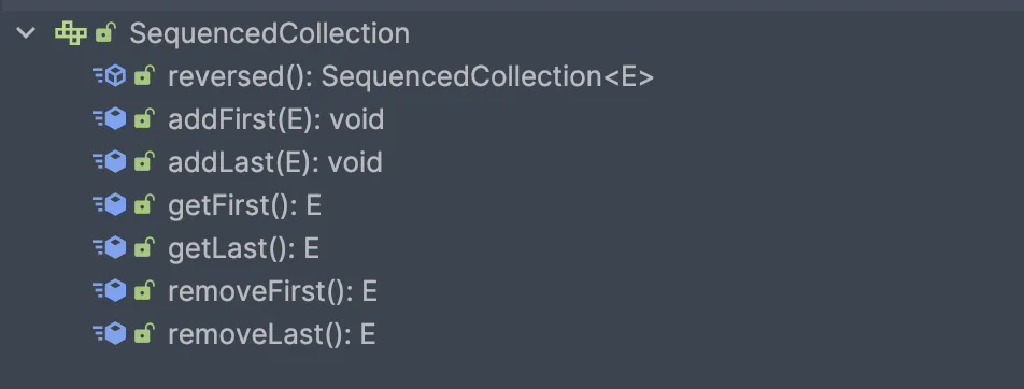 SequencedCollection
reversed(): SequencedCollection<E>
addFirst(E): void
addLast(E): void
getFirst(): E
getLast(): E
removeFirst(): E
removeLast(): E